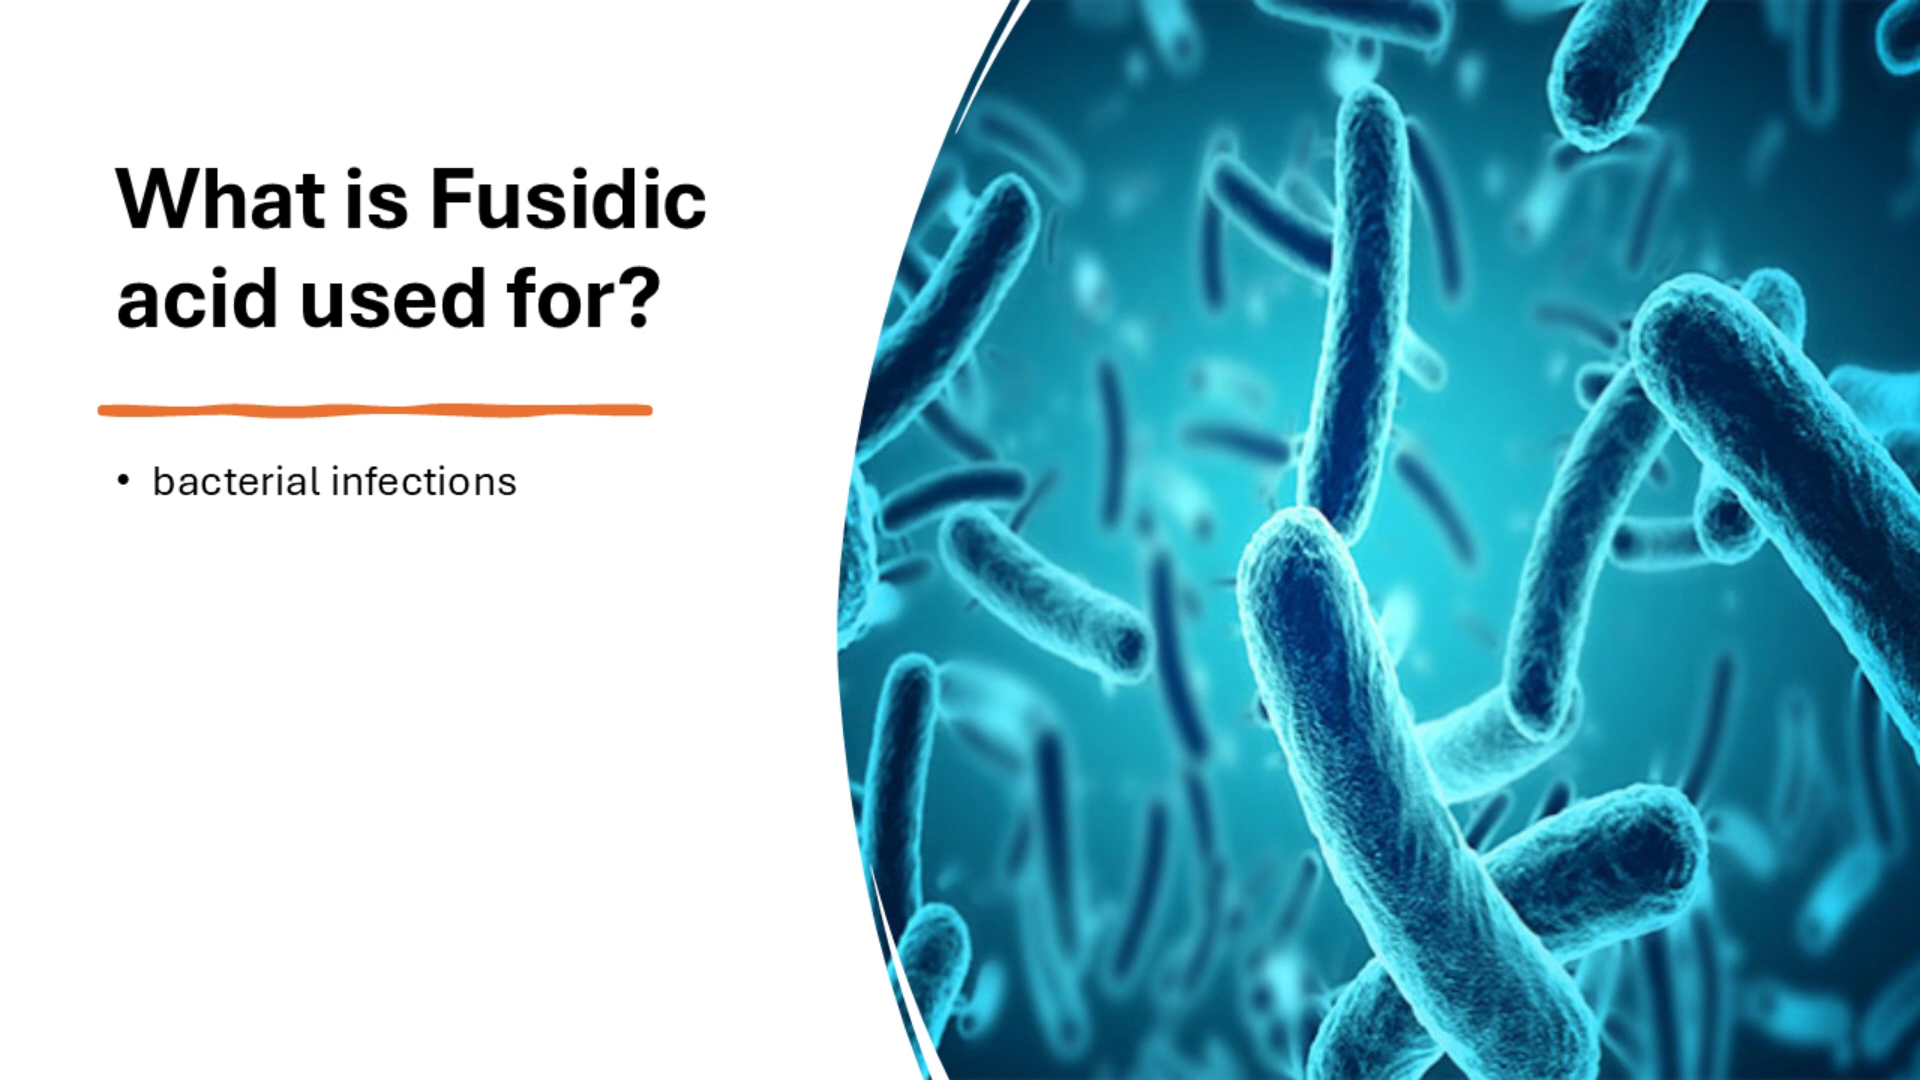 What is Fusidic
acid used for?
• bacterial infections